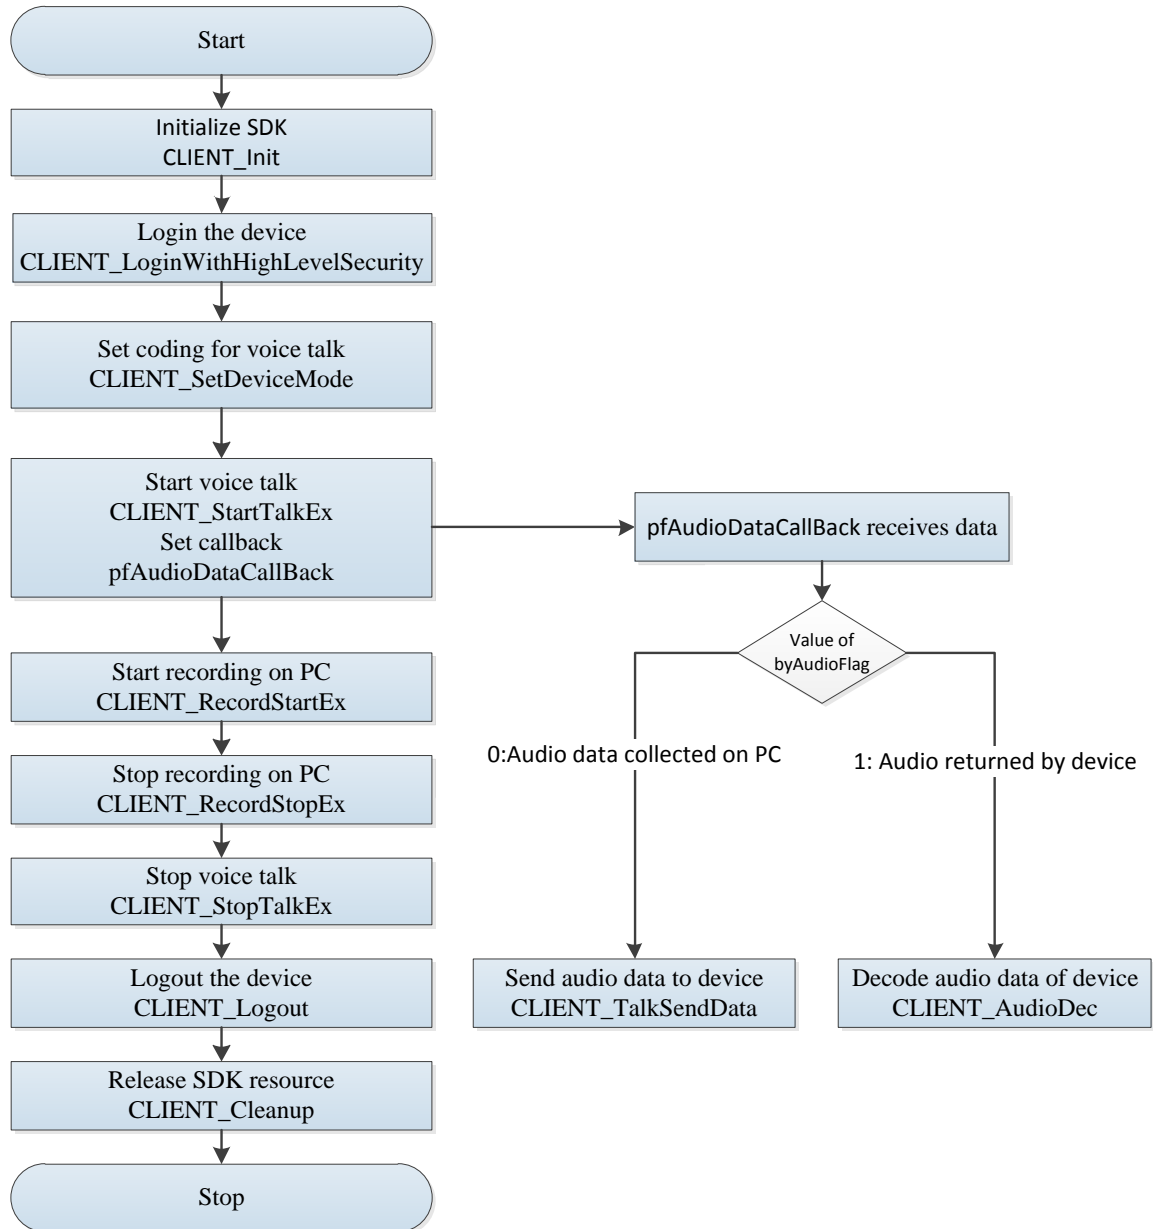 Start
Initialize SDK
CLIENT_Init
Login the device
CLIENT_LoginWithHighLevelSecurity
Set coding for voice talk
CLIENT_SetDeviceMode
Start voice talk
CLIENT_StartTalkEx
Set callback
pfAudioDataCallBack
pfAudioDataCallBack receives data
Value of
byAudioFlag
0:Audio data collected on PC
1: Audio returned by device
Send audio data to device
CLIENT_TalkSendData
Decode audio data of device
CLIENT_AudioDec
Start recording on PC
CLIENT_RecordStartEx
Stop recording on PC
CLIENT_RecordStopEx
Stop voice talk
CLIENT_StopTalkEx
Logout the device
CLIENT_Logout
Release SDK resource
CLIENT_Cleanup
Stop